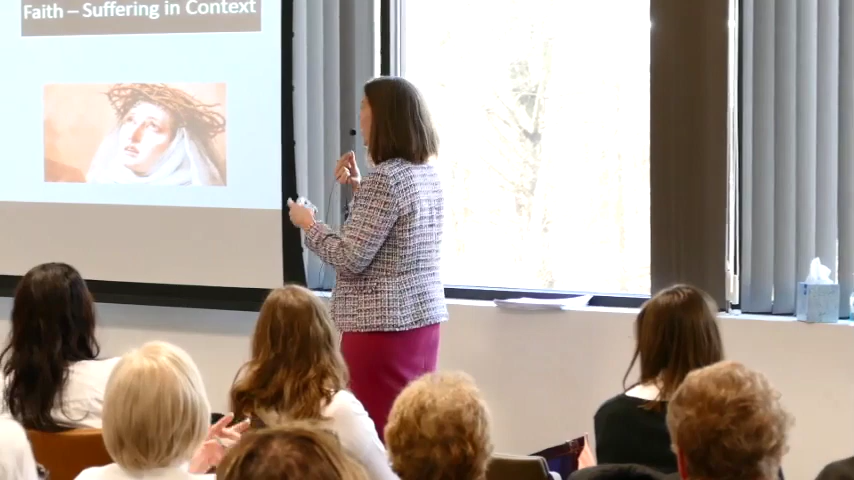 Faith – Suffering in Context